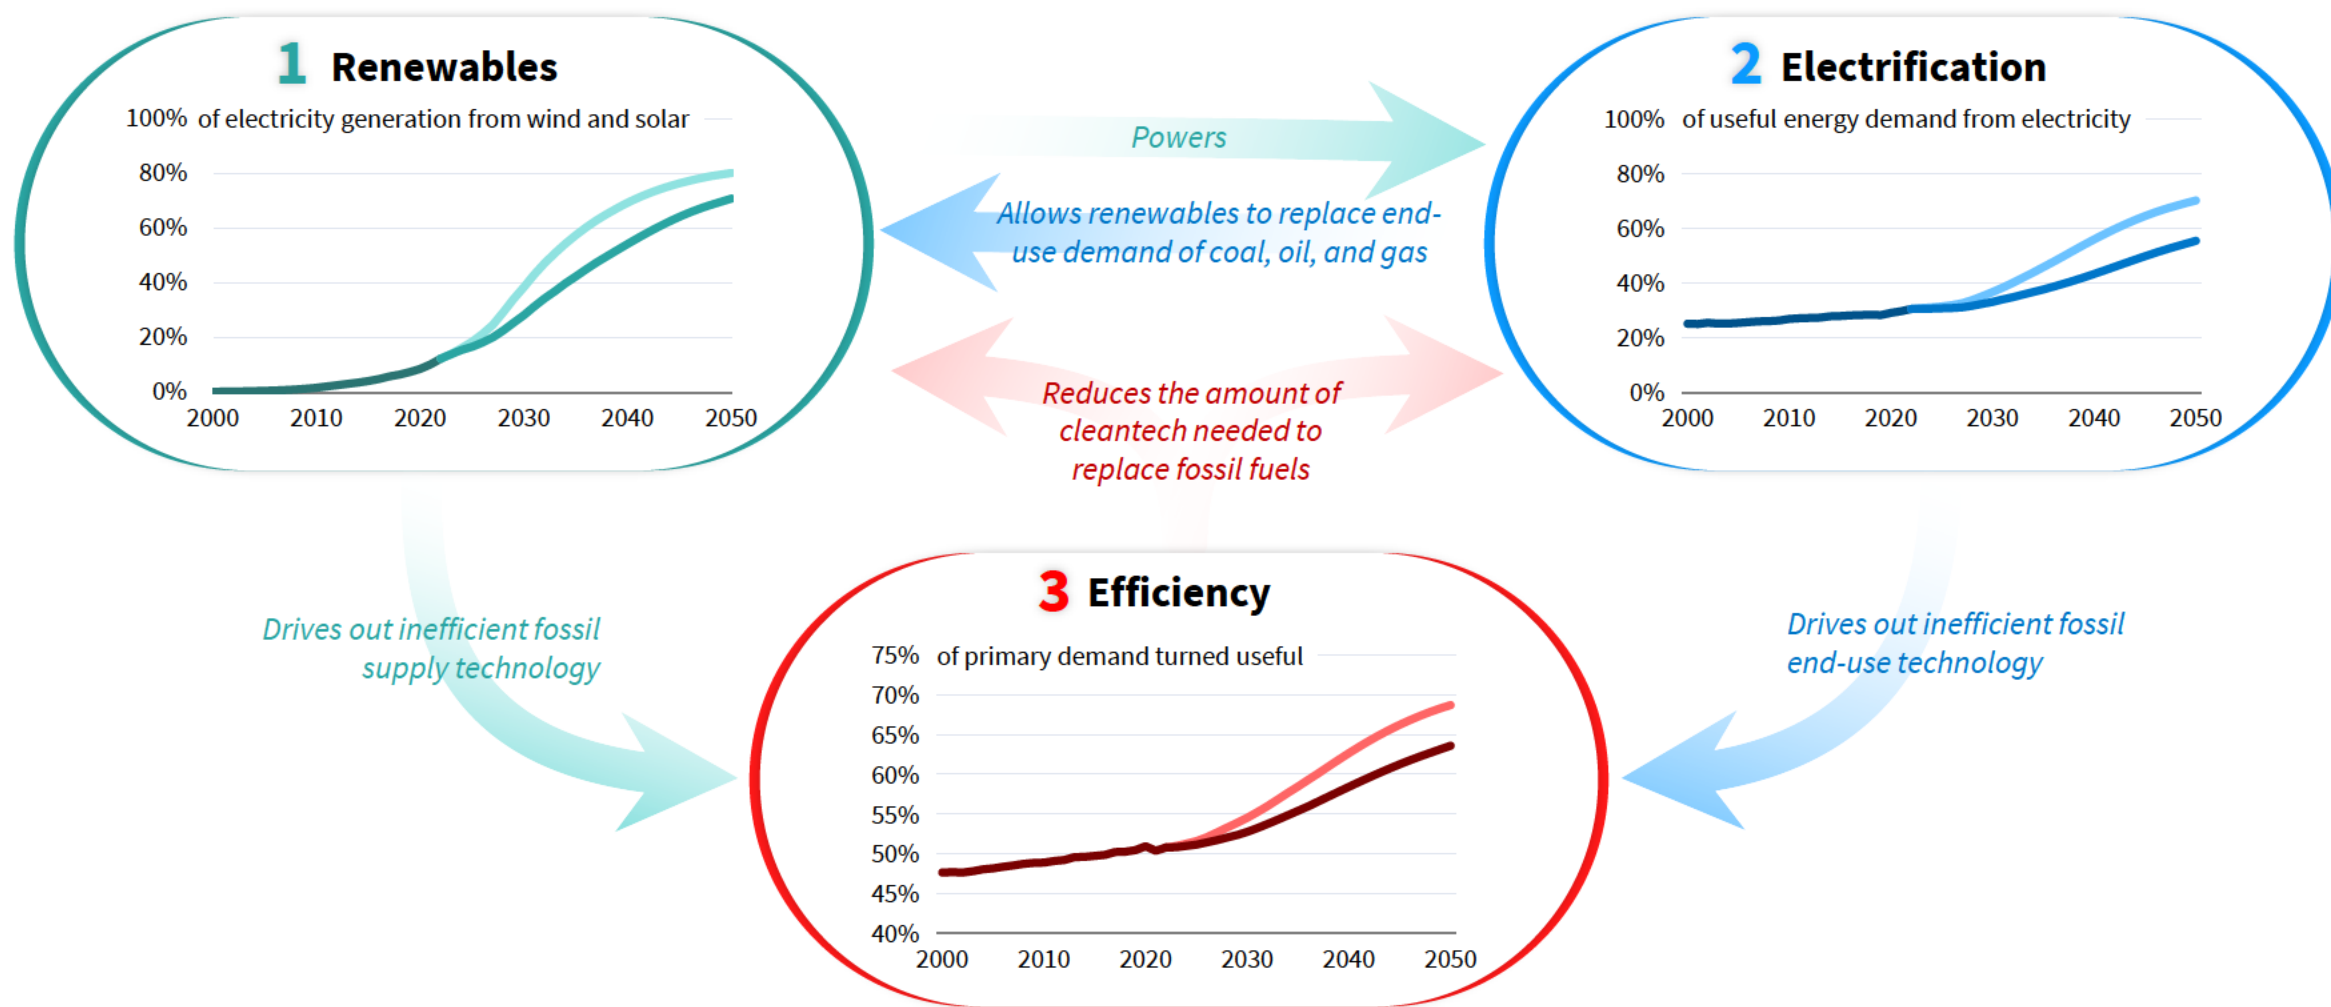 1 Renewables
100% of electricity generation from wind and solar
80%
60%
40%
20%
0%
2000 2010 2020 2030 2040 2050
Powers
Allows renewables to replace end-
use demand of coal, oil, and gas
Reduces the amount of
cleantech needed to
replace fossil fuels
2 Electrification
100% of useful energy demand from electricity
80%
60%
40%
20%
0%
2000 2010 2020 2030 2040 2050
Drives out inefficient fossil
supply technology
3 Efficiency
75% of primary demand turned useful
70%
65%
60%
55%
50%
45%
40%
2000 2010 2020 2030 2040 2050
Drives out inefficient fossil
end-use technology